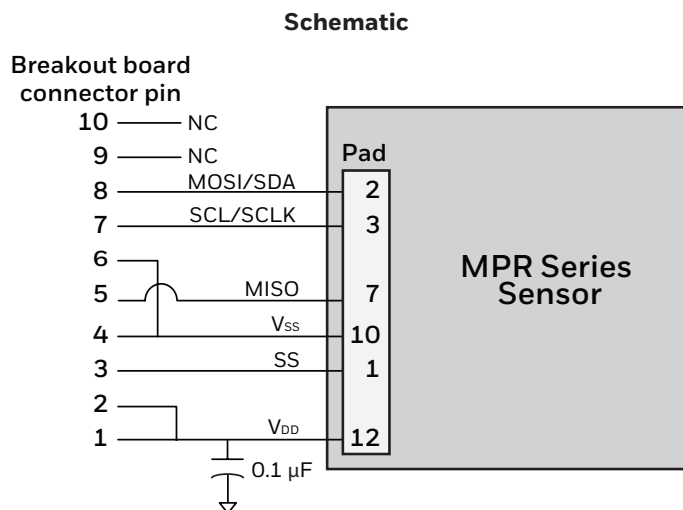 Schematic
Breakout board
connector pin
10 NC
9 NC
Pad
8 MOSI/SDA 2
7 SCL/SCLK 3
6
5 MISO 7
4 Vss 10
3 SS 1
2
1 VDD 12
0.1 µF
MPR Series
Sensor